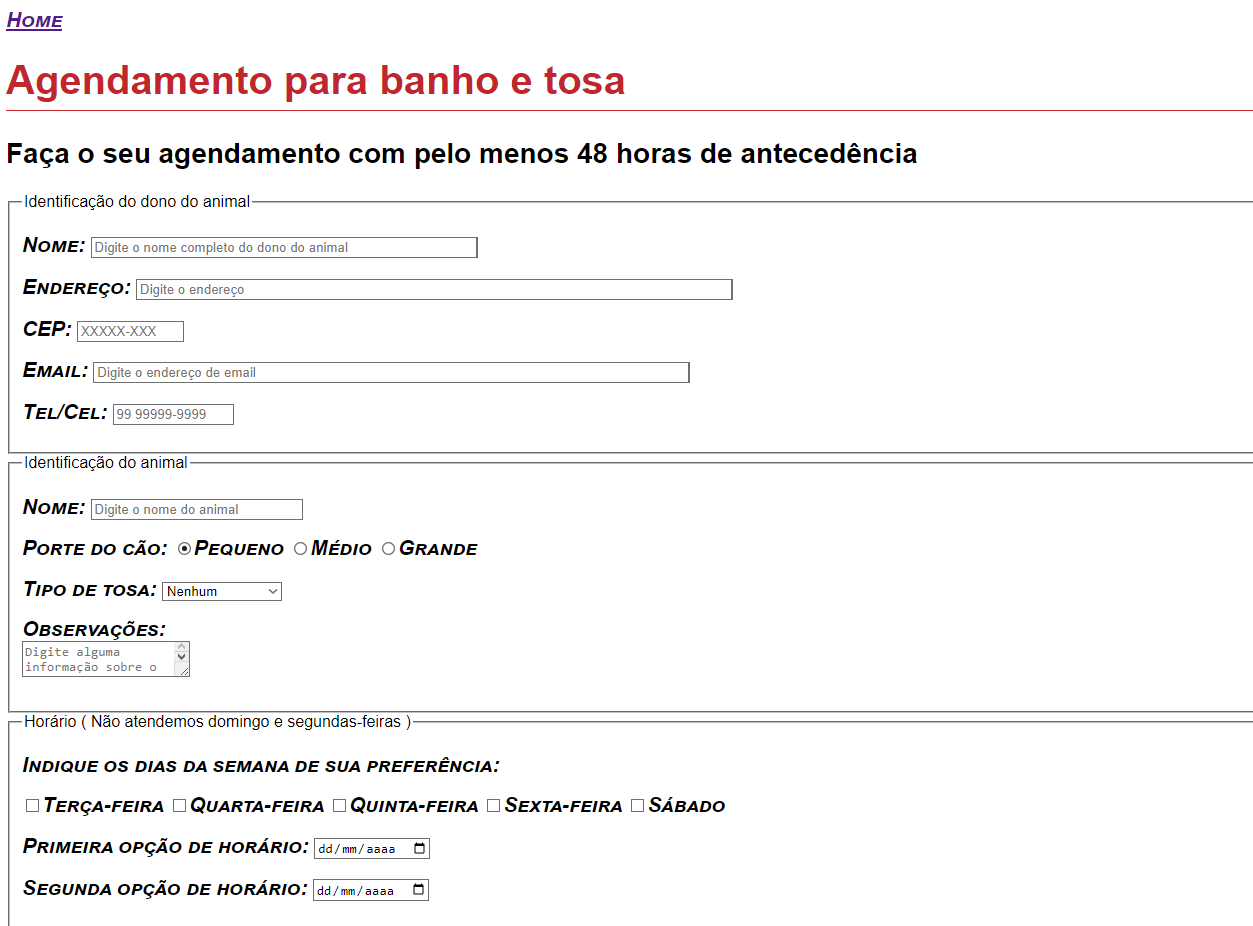 Home
Agendamento para banho e tosa
Faça o seu agendamento com pelo menos 48 horas de antecedência
Identificação do dono do animal
Nome: Digite o nome completo do dono do animal
Endereço: Digite o endereço
CEP: XXXXX-XXX
Email: Digite o endereço de email
Tel/Cel: 99 99999-9999
Identificação do animal
Nome: Digite o nome do animal
Porte do cão: Pequeno Médio Grande
Tipo de tosa: Nenhum
Observações:
Digite alguma
informação sobre o
Horário ( Não atendemos domingo e segundas-feiras )
Indique os dias da semana de sua preferência:
Terça-feira Quarta-feira Quinta-feira Sexta-feira Sábado
Primeira opção de horário: dd/mm/aaaa
Segunda opção de horário: dd/mm/aaaa